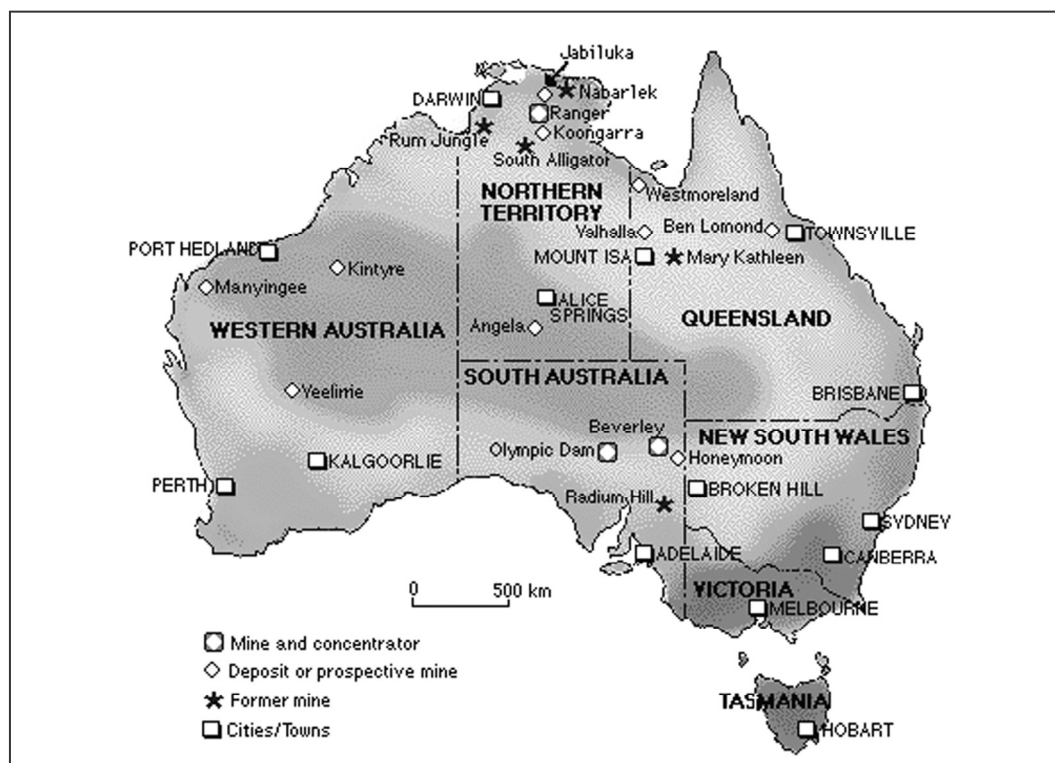 Jabiluka
Nabarlek
DARWIN
Ranger
Rum Jungle
Koongarra
South Alligator
NORTHERN
TERRITORY
Westmoreland
Valhalla
Ben Lomond
TOWNSVILLE
PORT HEDLAND
MOUNT ISA
Mary Kathleen
Kintyre
Manyingee
ALICE
SPRINGS
WESTERN AUSTRALIA
Angela
QUEENSLAND
SOUTH AUSTRALIA
Yeelirrie
BRISBANE
Beverley
NEW SOUTH WALES
Olympic Dam
Honeymoon
KALGOORLIE
PERTH
BROKEN HILL
Radium Hill
SYDNEY
ADELAIDE
CANBERRA
0 500 km
VICTORIA
MELBOURNE
Mine and concentrator
Deposit or prospective mine
Former mine
Cities/Towns
TASMANIA
HOBART